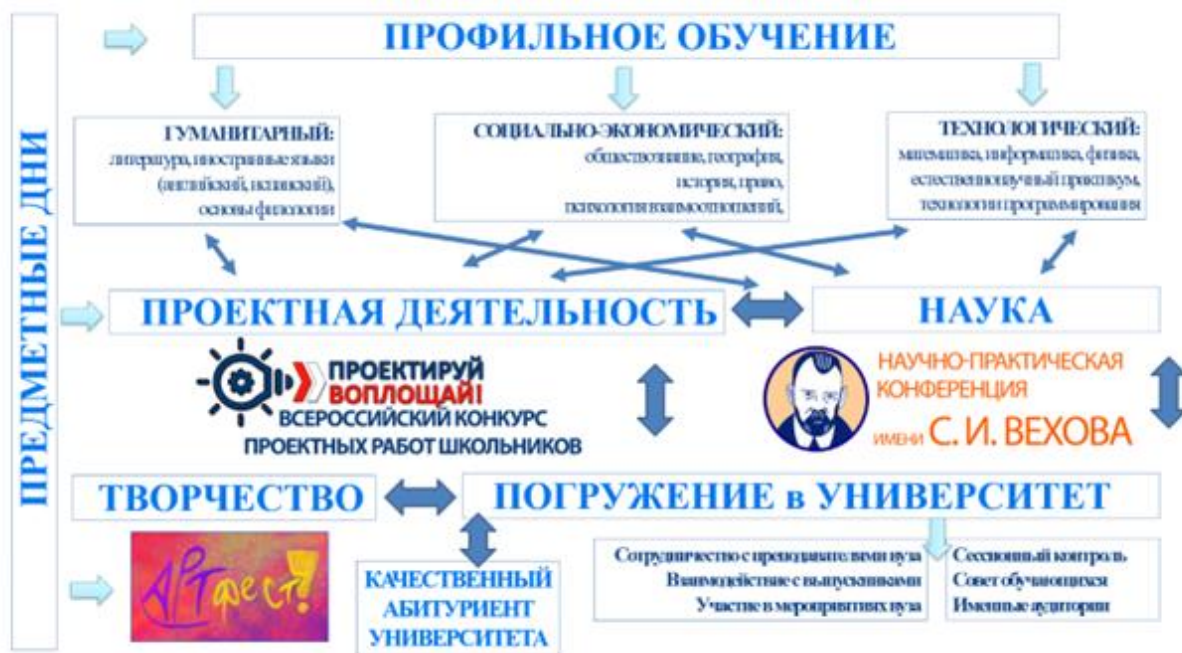 ПРЕДМЕТНЫЕ ДНИ
ПРОФИЛЬНОЕ ОБУЧЕНИЕ
ГУМАНИТАРНЫЙ:
литература, иностранные языки
(английский, испанский),
основы филологии
СОЦИАЛЬНО-ЭКОНОМИЧЕСКИЙ:
обществознание, география,
история, право,
психология взаимоотношений,
ТЕХНОЛОГИЧЕСКИЙ:
математика, информатика, физика,
естественнонаучный практикум,
технологии программирования
ПРОЕКТНАЯ ДЕЯТЕЛЬНОСТЬ
НАУКА
ПРОЕКТИРУЙ
ВОПЛОЩАЙ!
ВСЕРОССИЙСКИЙ КОНКУРС
ПРОЕКТНЫХ РАБОТ ШКОЛЬНИКОВ
НАУЧНО-ПРАКТИЧЕСКАЯ
КОНФЕРЕНЦИЯ
ИМЕНИ С. И. ВЕХОВА
ТВОРЧЕСТВО
ПОГРУЖЕНИЕ в УНИВЕРСИТЕТ
АРТфест!
КАЧЕСТВЕННЫЙ
АБИТУРИЕНТ
УНИВЕРСИТЕТА
Сотрудничество с преподавателями вуза
Взаимодействие с выпускниками
Участие в мероприятиях вуза
Сессионный контроль
Совет обучающихся
Именные аудитории